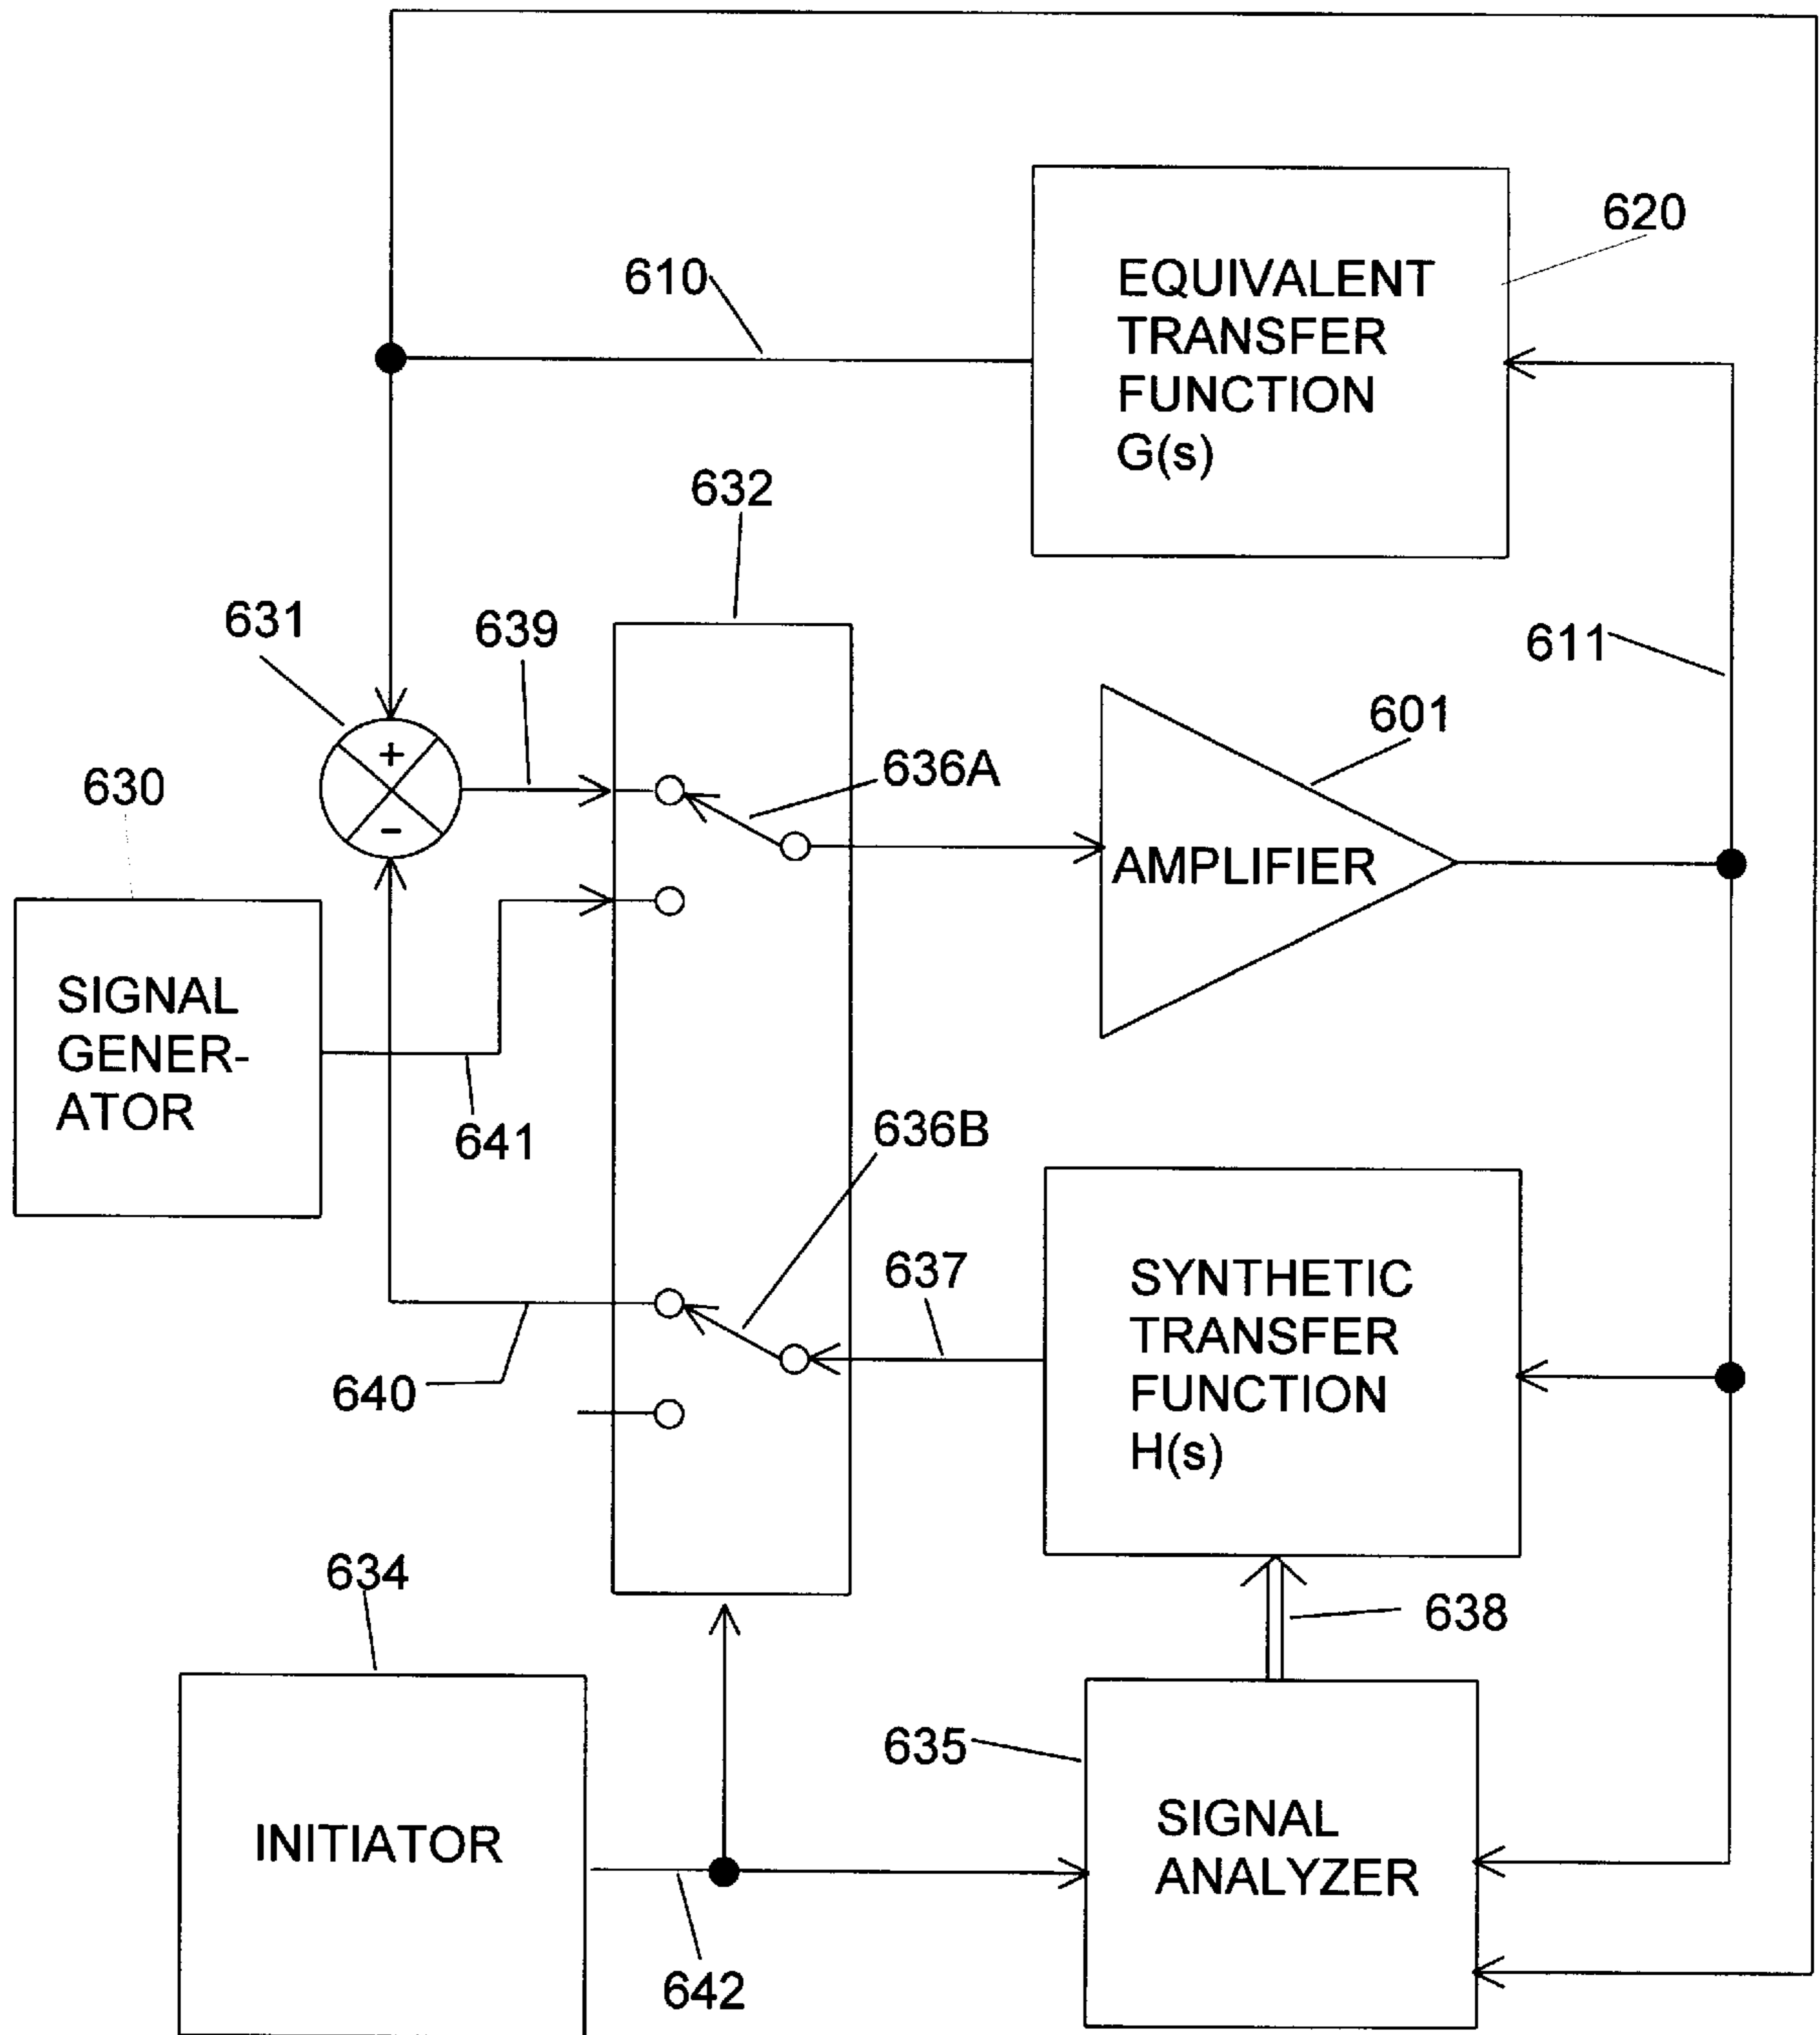 620
EQUIVALENT
TRANSFER
FUNCTION
G(s)
610
632
631
639
611
601
+
-
636A
630
AMPLIFIER
SIGNAL
GENER-
ATOR
641
636B
637
SYNTHETIC
TRANSFER
FUNCTION
H(s)
640
634
638
635
INITIATOR
SIGNAL
ANALYZER
642